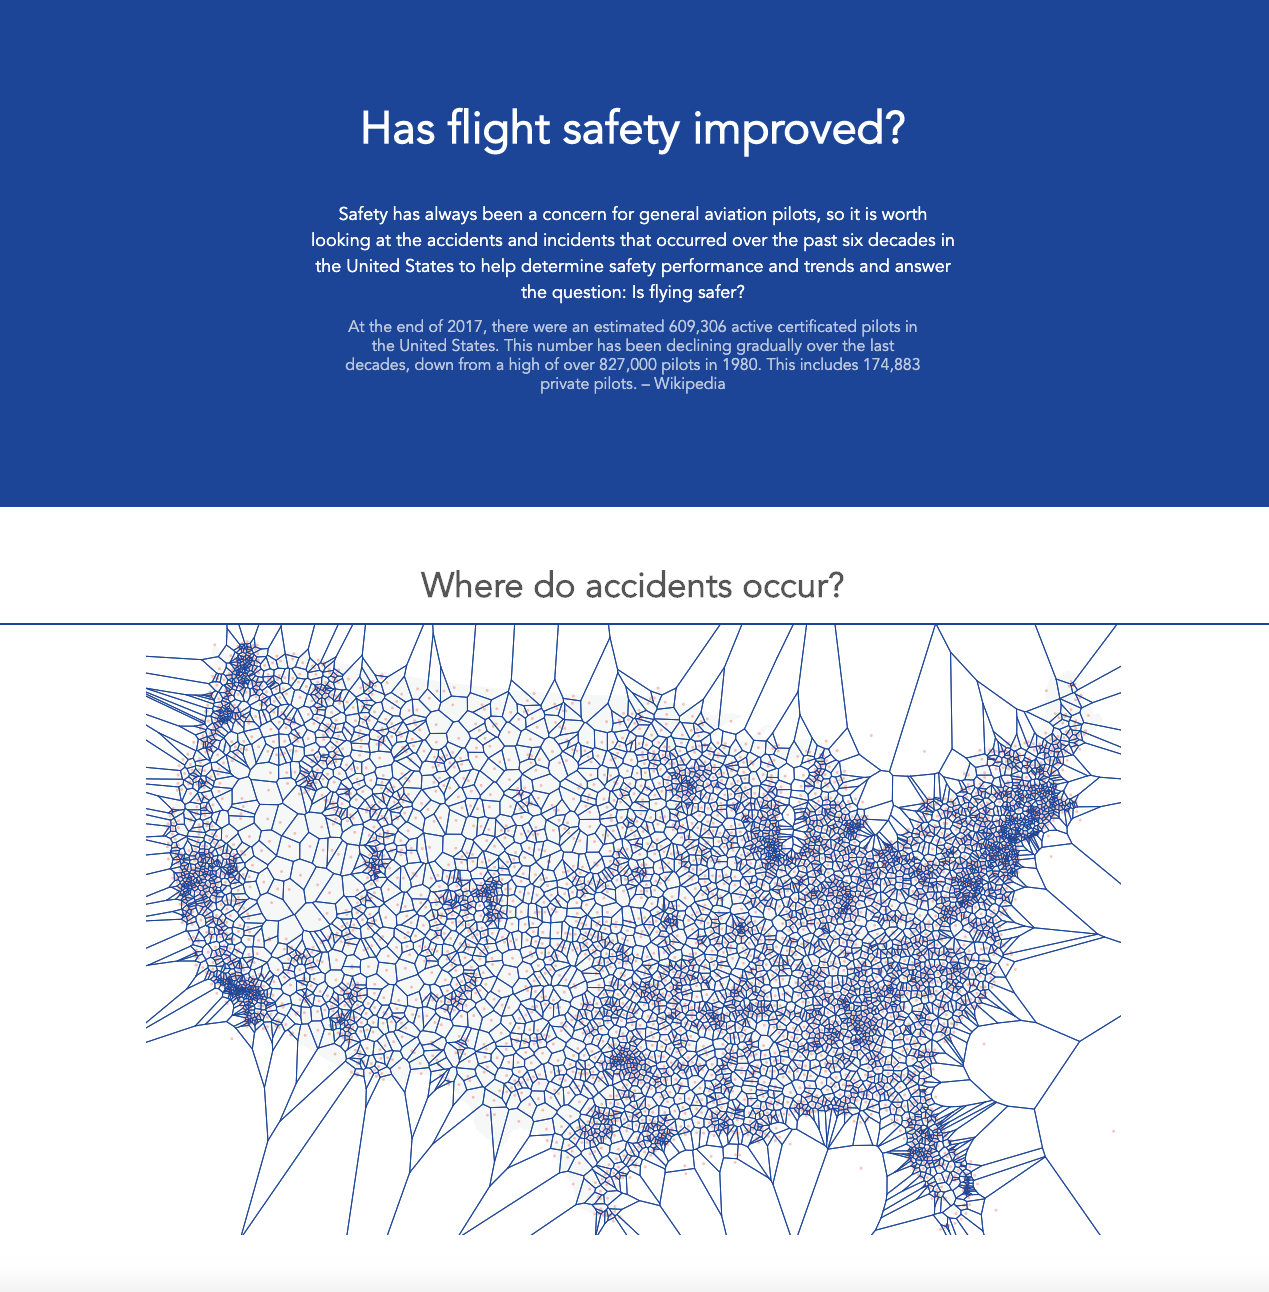 Has flight safety improved?
Safety has always been a concern for general aviation pilots, so it is worth
looking at the accidents and incidents that occurred over the past six decades in
the United States to help determine safety performance and trends and answer
the question: Is flying safer?
At the end of 2017, there were an estimated 609,306 active certificated pilots in
the United States. This number has been declining gradually over the last
decades, down from a high of over 827,000 pilots in 1980. This includes 174,883
private pilots. – Wikipedia
Where do accidents occur?